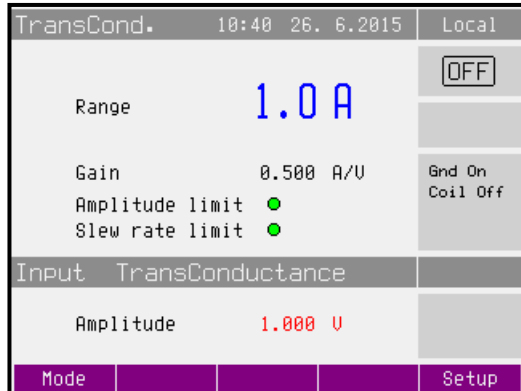 TransCond. 10:40 26. 6.2015 Local
OFF
Range 1.0 A
Gain 0.500 A/V
Gnd On
Coil Off
Amplitude limit
Slew rate limit
Input TransConductance
Amplitude 1.000 V
Mode Setup